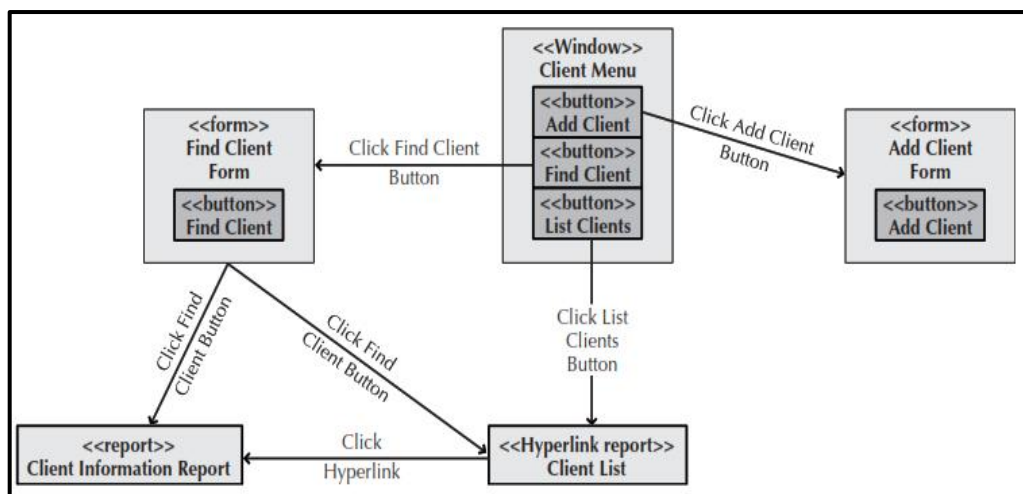 <<Window>>
Client Menu
<<button>>
Add Client
<<button>>
Find Client
<<button>>
List Clients
<<form>>
Find Client
Form
<<button>>
Find Client
Click Find Client
Button
Click Add Client
Button
<<form>>
Add Client
Form
<<button>>
Add Client
Click Find
Client Button
Click Find
Client Button
Click List
Clients
Button
<<report>>
Client Information Report
Click
Hyperlink
<<Hyperlink report>>
Client List